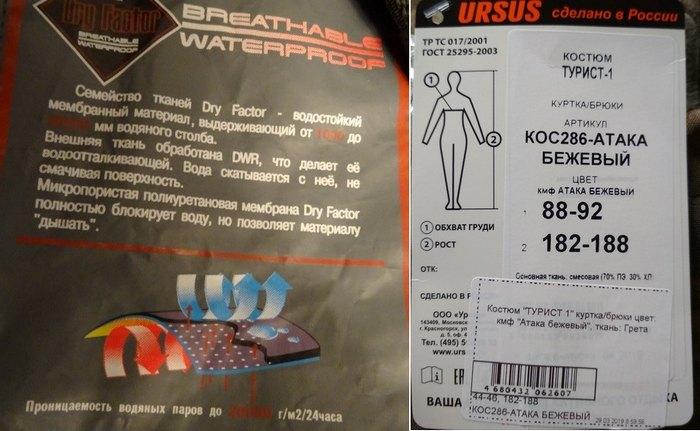 Dry Factor
BREATHABLE
WATERPROOF
BREATHABLE
WATERPROOF
Семейство тканей Dry Factor - водостойкий
мембранный материал, выдерживающий от до
мм водяного столба.
Внешняя ткань обработана DWR, что делает её
водоотталкивающей. Вода скатывается с неё, не
смачивая поверхность.
Микропористая полиуретановая мембрана Dry Factor
полностью блокирует воду, но позволяет материалу
"дышать".
Проницаемость водяных паров до г/м2/24часа
URSUS сделано в России
ТР ТС 017/2001
ГОСТ 25295-2003
1
2
1 ОБХВАТ ГРУДИ
2 РОСТ
ОТК:
СДЕЛАНО В
ООО "Ур
143409, Московск
г. Красногорск, у
Тел. (495) 5
www.urs
ВАША
КОСТЮМ
ТУРИСТ-1
КУРТКА/БРЮКИ
АРТИКУЛ
КОС286-АТАКА
БЕЖЕВЫЙ
ЦВЕТ
КМФ АТАКА БЕЖЕВЫЙ
1 88-92
2 182-188
Основная ткань, смесовая (70% ПЭ, 30% ХЛ
Костюм "ТУРИСТ 1" куртка/брюки цвет:
кмф "Атака бежевый", ткань: Грета
4 680432 062607
44-46, 182-188
КОС286-АТАКА БЕЖЕВЫЙ